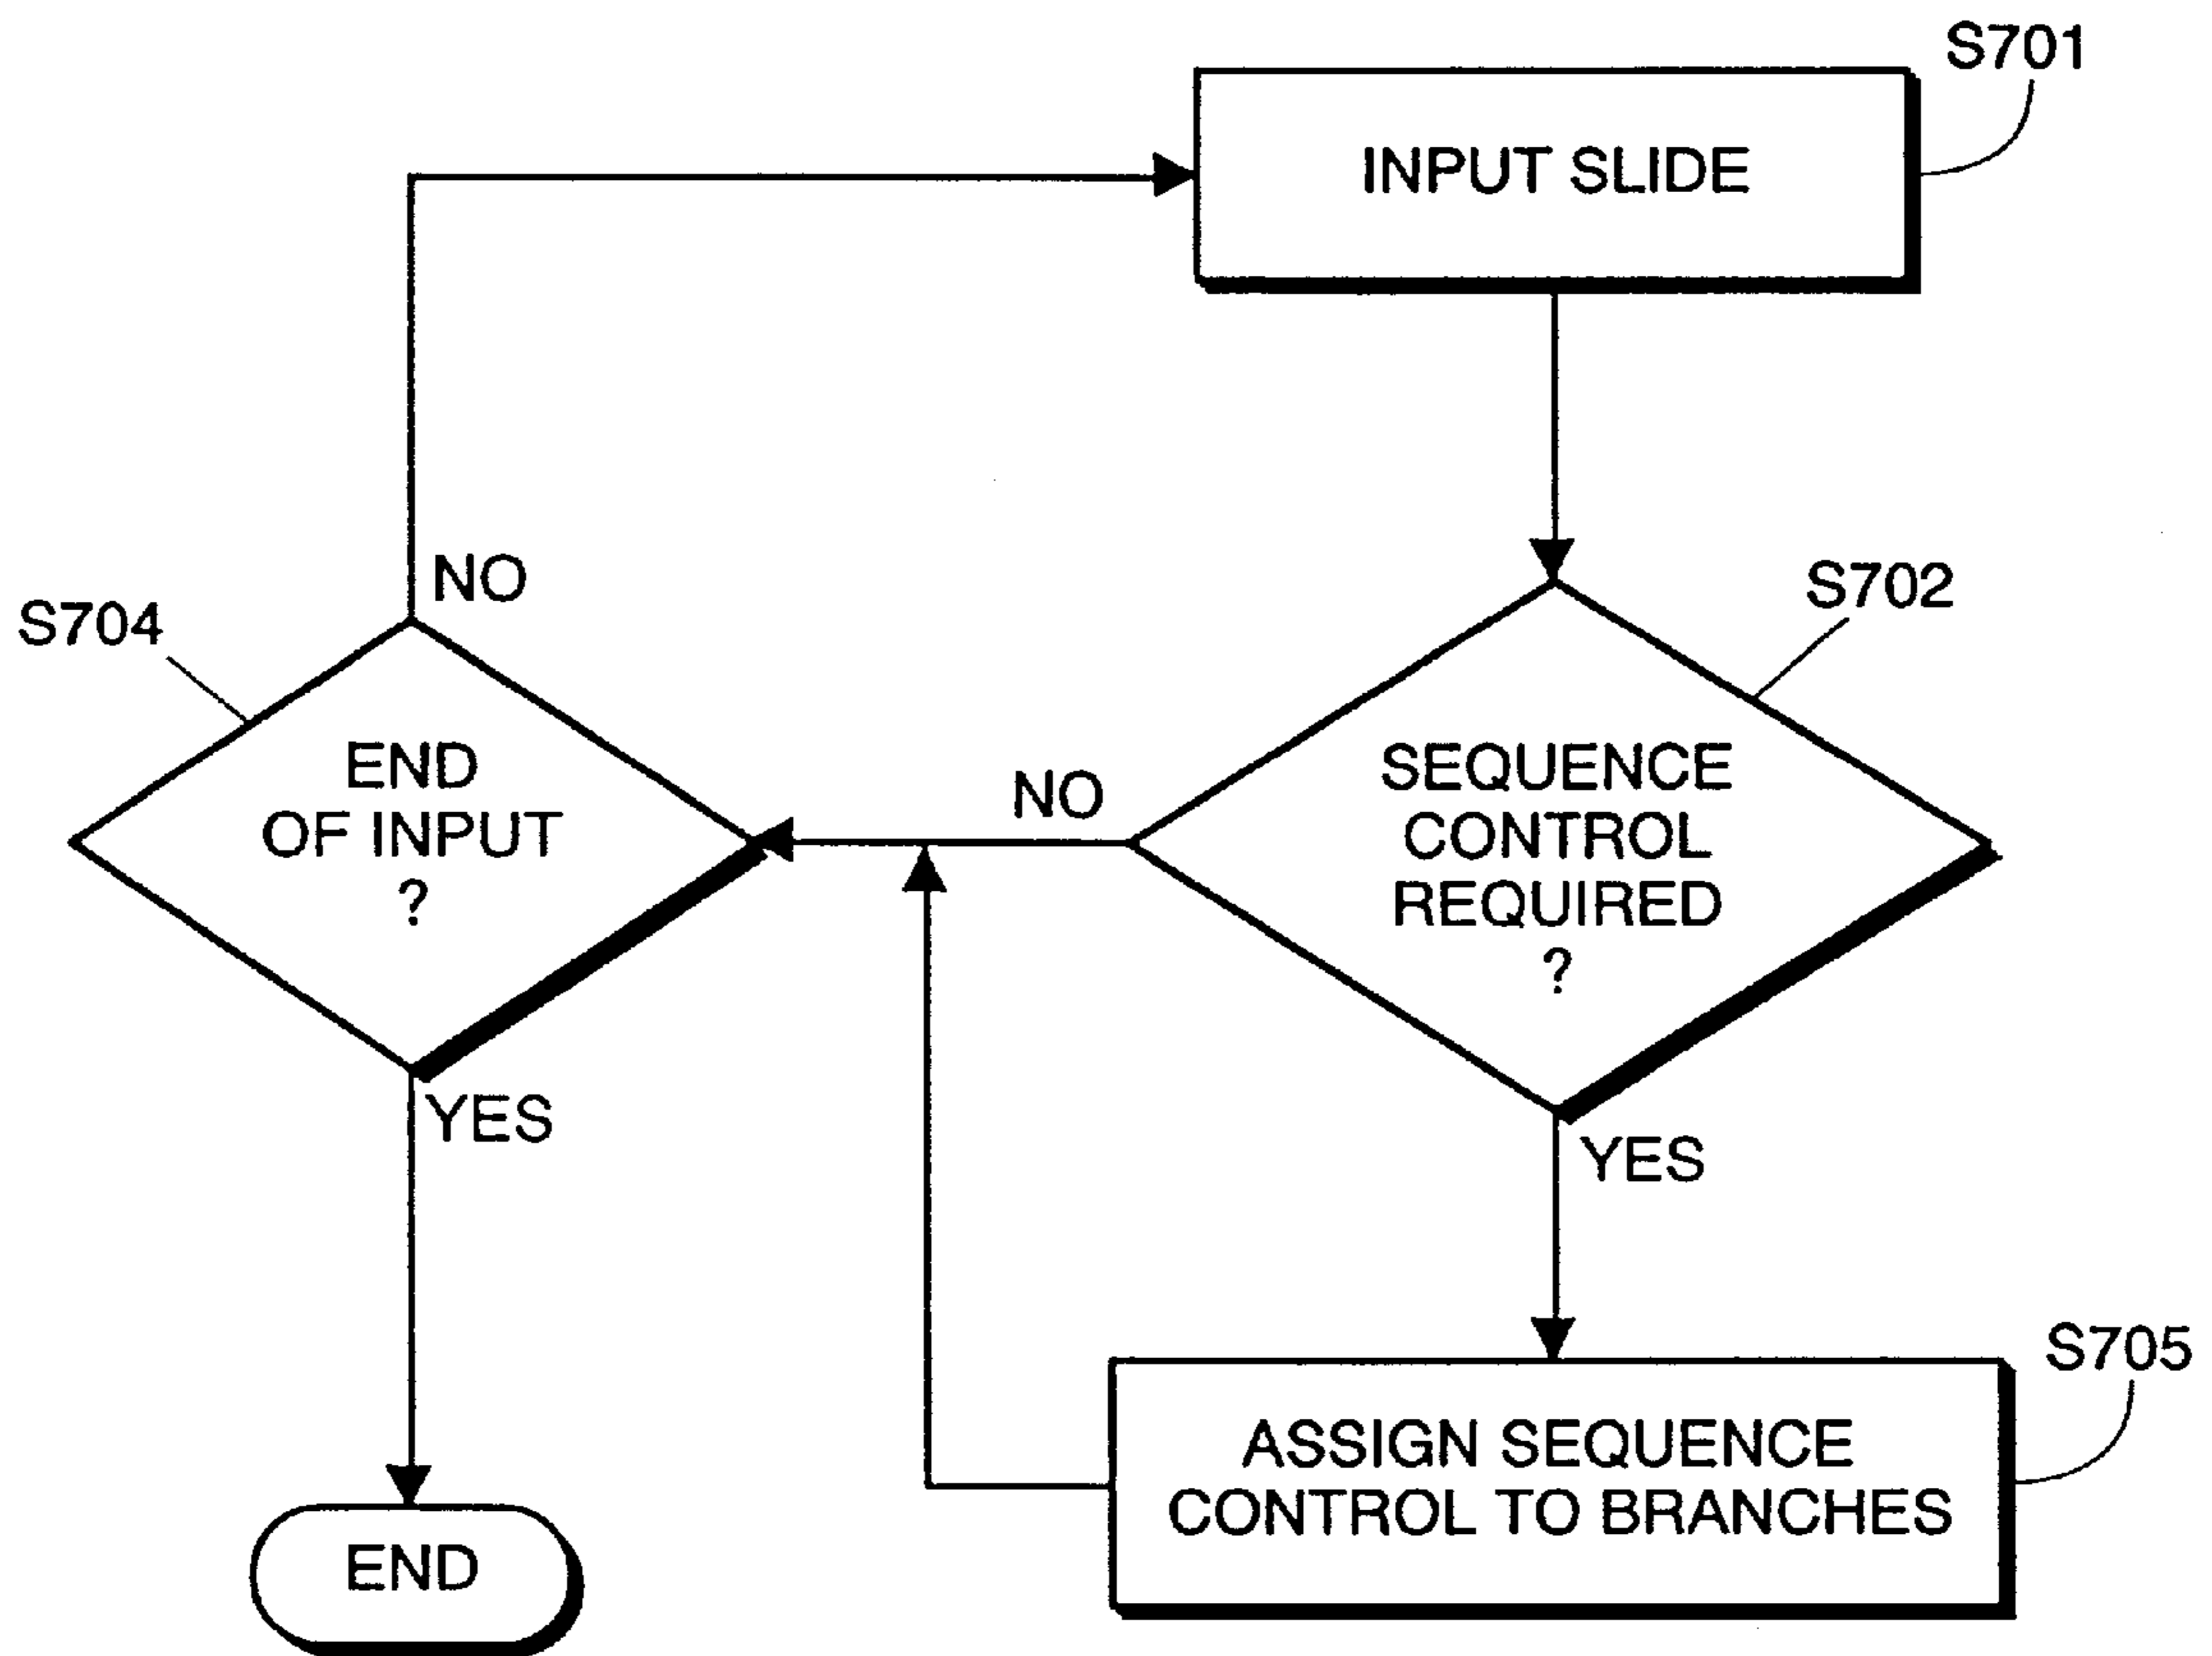 S701
INPUT SLIDE
S702
SEQUENCE
CONTROL
REQUIRED
?
NO
YES
S704
NO
END
OF INPUT
?
YES
S705
ASSIGN SEQUENCE
CONTROL TO BRANCHES
END